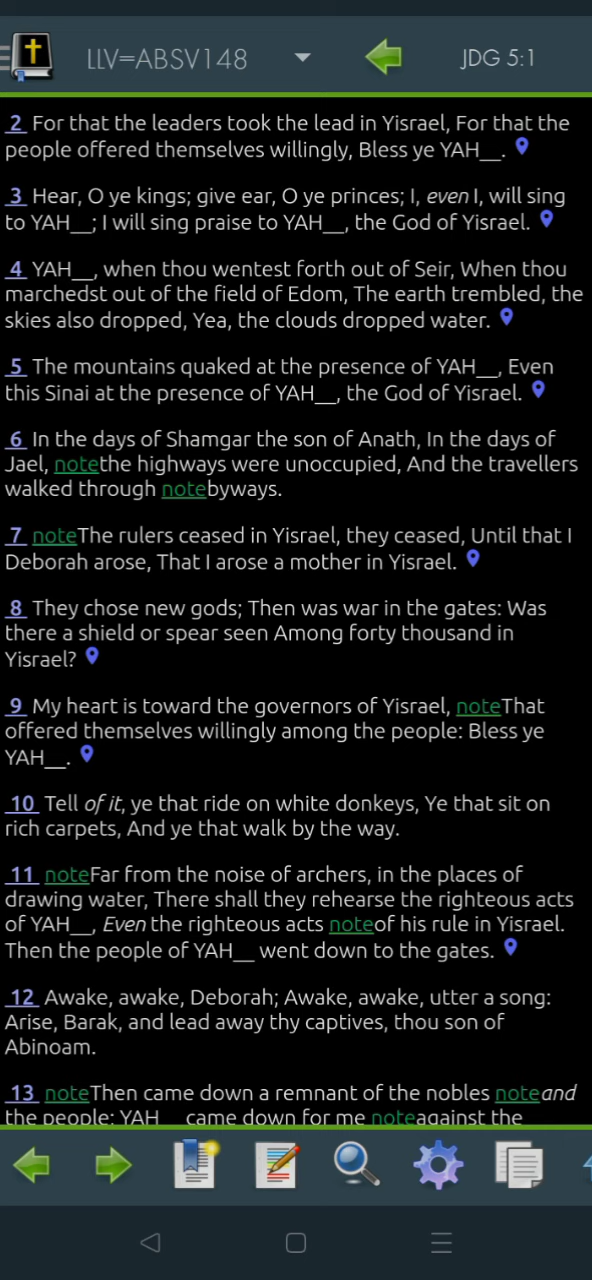 LLV=ABSV148 JDG 5:1
2 For that the leaders took the lead in Yisrael, For that the
people offered themselves willingly, Bless ye YAH__.
3 Hear, O ye kings; give ear, O ye princes; I, even I, will sing
to YAH__; I will sing praise to YAH__, the God of Yisrael.
4 YAH__, when thou wentest forth out of Seir, When thou
marchedst out of the field of Edom, The earth trembled, the
skies also dropped, Yea, the clouds dropped water.
5 The mountains quaked at the presence of YAH__, Even
this Sinai at the presence of YAH__, the God of Yisrael.
6 In the days of Shamgar the son of Anath, In the days of
Jael, notethe highways were unoccupied, And the travellers
walked through notebyways.
7 noteThe rulers ceased in Yisrael, they ceased, Until that I
Deborah arose, That I arose a mother in Yisrael.
8 They chose new gods; Then was war in the gates: Was
there a shield or spear seen Among forty thousand in
Yisrael?
9 My heart is toward the governors of Yisrael, noteThat
offered themselves willingly among the people: Bless ye
YAH__.
10 Tell of it, ye that ride on white donkeys, Ye that sit on
rich carpets, And ye that walk by the way.
11 noteFar from the noise of archers, in the places of
drawing water, There shall they rehearse the righteous acts
of YAH__, Even the righteous acts noteof his rule in Yisrael.
Then the people of YAH__ went down to the gates.
12 Awake, awake, Deborah; Awake, awake, utter a song:
Arise, Barak, and lead away thy captives, thou son of
Abinoam.
13 noteThen came down a remnant of the nobles noteand
the people; YAH__ came down for me noteagainst the